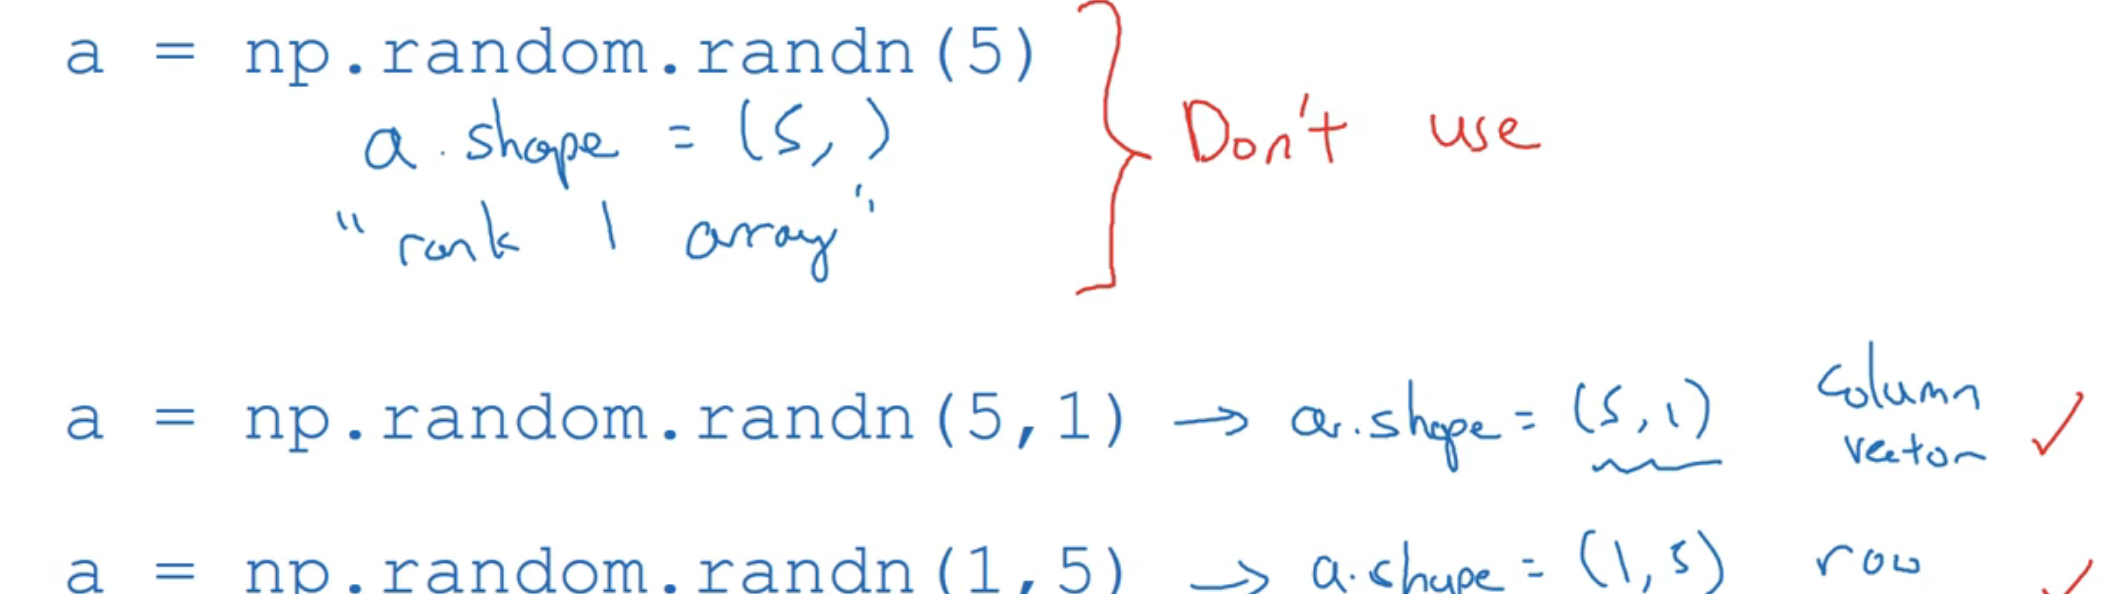 a = np.random.randn(5)
a.shape = (5,)
"rank 1 array"
Don't use
a = np.random.randn(5,1) → a.shape = (5,1) column vector ✓
a = np.random.randn(1,5) → a.shape = (1,5) row ✓